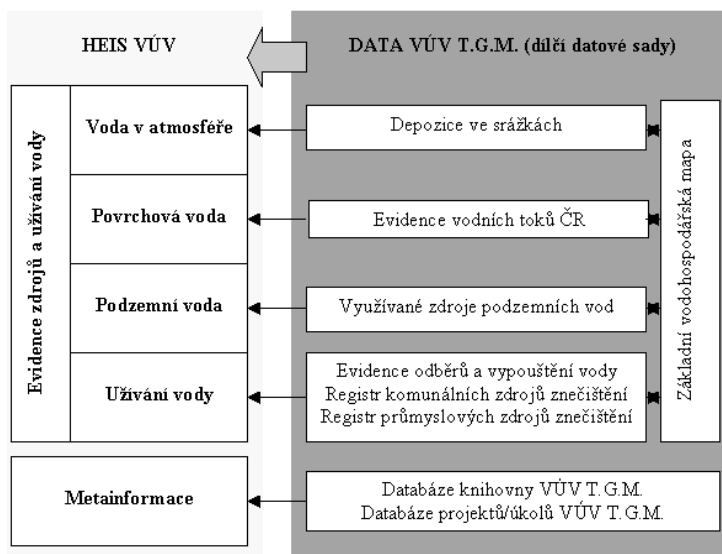 HEIS VÚV
DATA VÚV T.G.M. (dílčí datové sady)
Evidence zdrojů a užívání vody
Voda v atmosféře
Depozice ve srážkách
Základní vodohospodářská mapa
Povrchová voda
Evidence vodních toků ČR
Podzemní voda
Využívané zdroje podzemních vod
Užívání vody
Evidence odběrů a vypouštění vody
Registr komunálních zdrojů znečištění
Registr průmyslových zdrojů znečištění
Metainformace
Databáze knihovny VÚV T. G.M.
Databáze projektů/úkolů VÚV T. G.M.